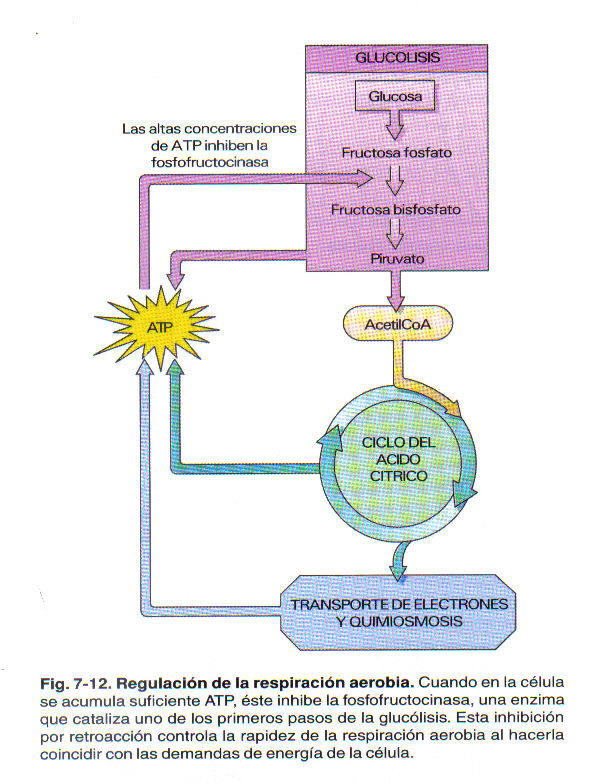 GLUCOLISIS
Glucosa
Las altas concentraciones
de ATP inhiben la
fosfofructocinasa
Fructosa fosfato
Fructosa bisfosfato
Piruvato
ATP
AcetilCoA
CICLO DEL
ACIDO
CITRICO
TRANSPORTE DE ELECTRONES
Y QUIMIOSMOSIS
Fig. 7-12. Regulación de la respiración aerobia. Cuando en la célula
se acumula suficiente ATP, éste inhibe la fosfofructocinasa, una enzima
que cataliza uno de los primeros pasos de la glucólisis. Esta inhibición
por retroacción controla la rapidez de la respiración aerobia al hacerla
coincidir con las demandas de energía de la célula.